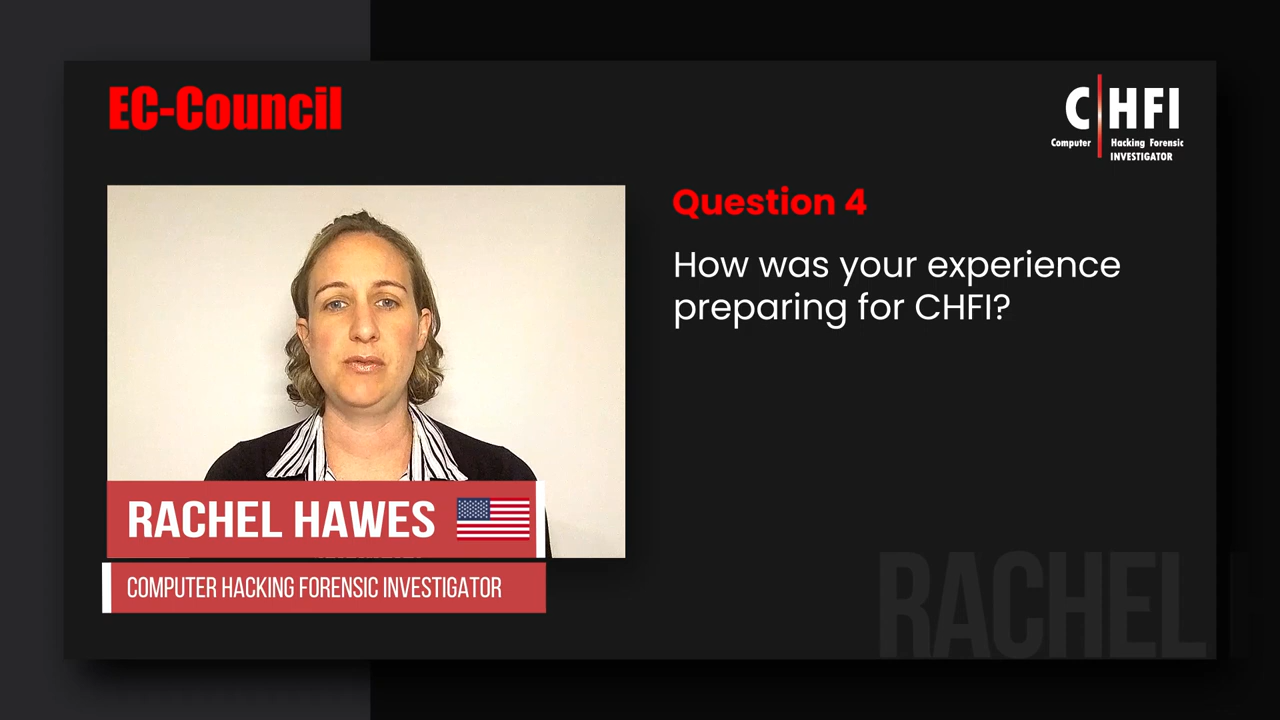 EC-Council
C HFI
Computer Hacking Forensic
INVESTIGATOR
Question 4
How was your experience
preparing for CHFI?
RACHEL HAWES
COMPUTER HACKING FORENSIC INVESTIGATOR
RACHEL H